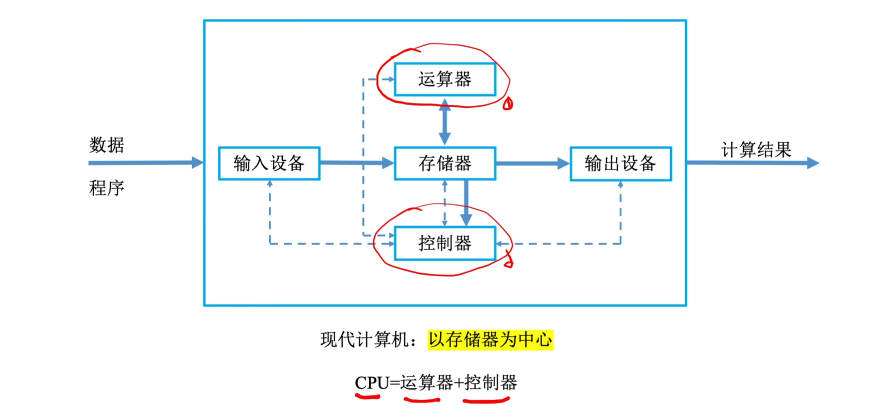 运算器
数据
输入设备
存储器
输出设备
计算结果
程序
控制器
现代计算机：以存储器为中心
CPU=运算器+控制器